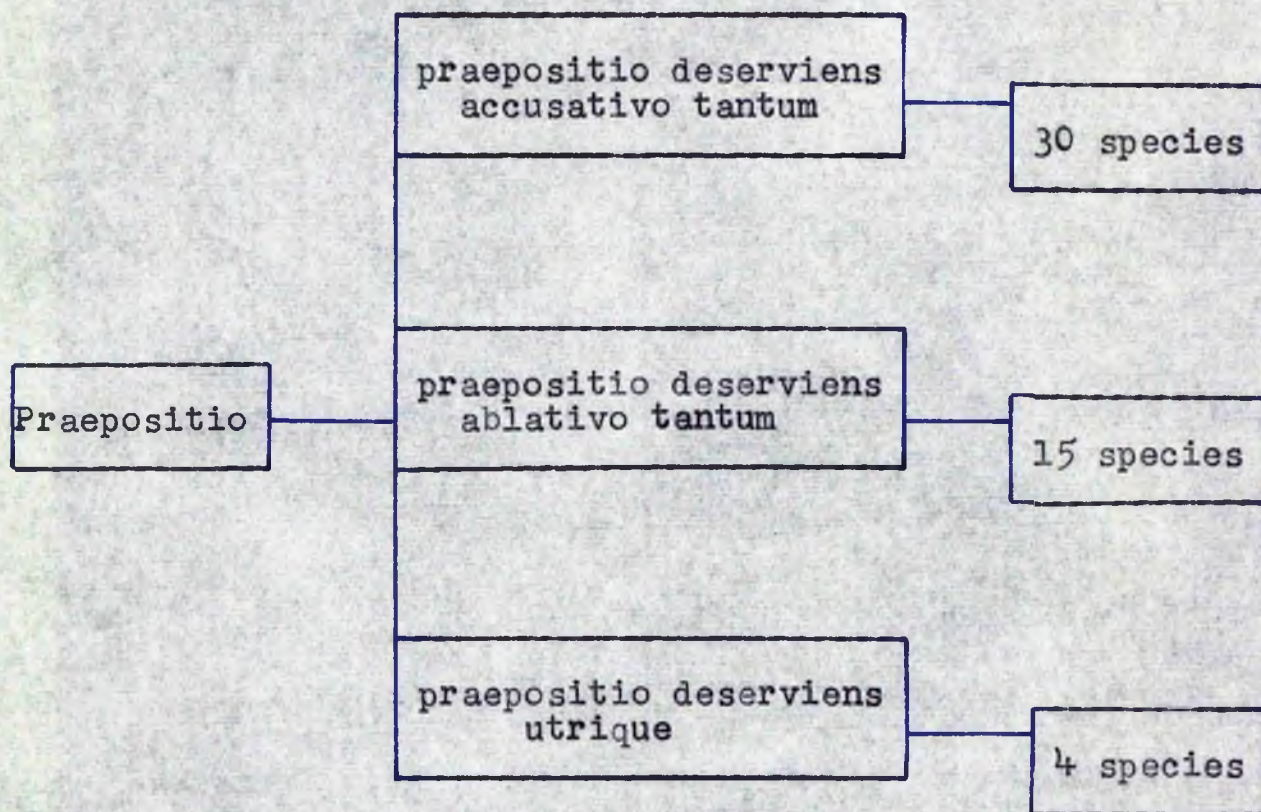 praepositio deserviens
accusativo tantum
30 species
Praepositio
praepositio deserviens
ablativo tantum
15 species
praepositio deserviens
utrique
4 species